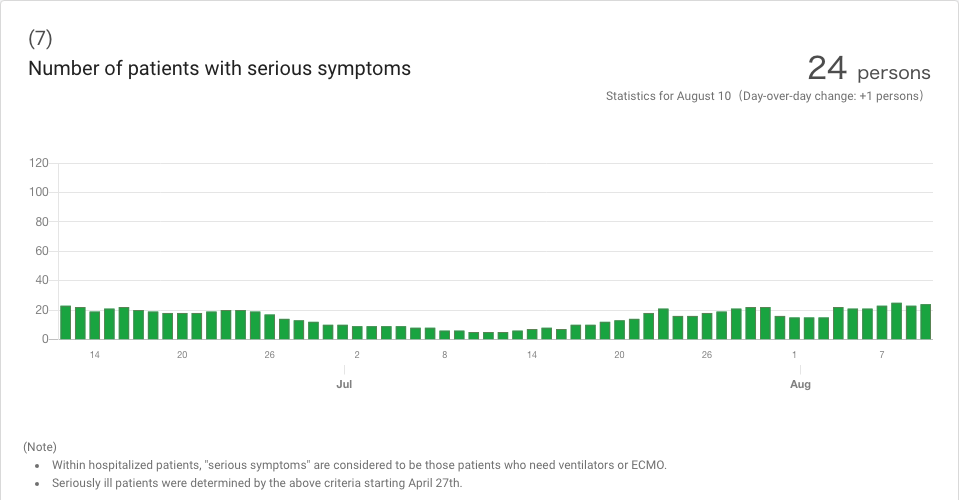 (7)
Number of patients with serious symptoms
24 persons
Statistics for August 10（Day-over-day change: +1 persons）
120
100
80
60
40
20
0
14 20 26 2 8 14 20 26 1 7
Jul Aug
(Note)
• Within hospitalized patients, "serious symptoms" are considered to be those patients who need ventilators or ECMO.
• Seriously ill patients were determined by the above criteria starting April 27th.